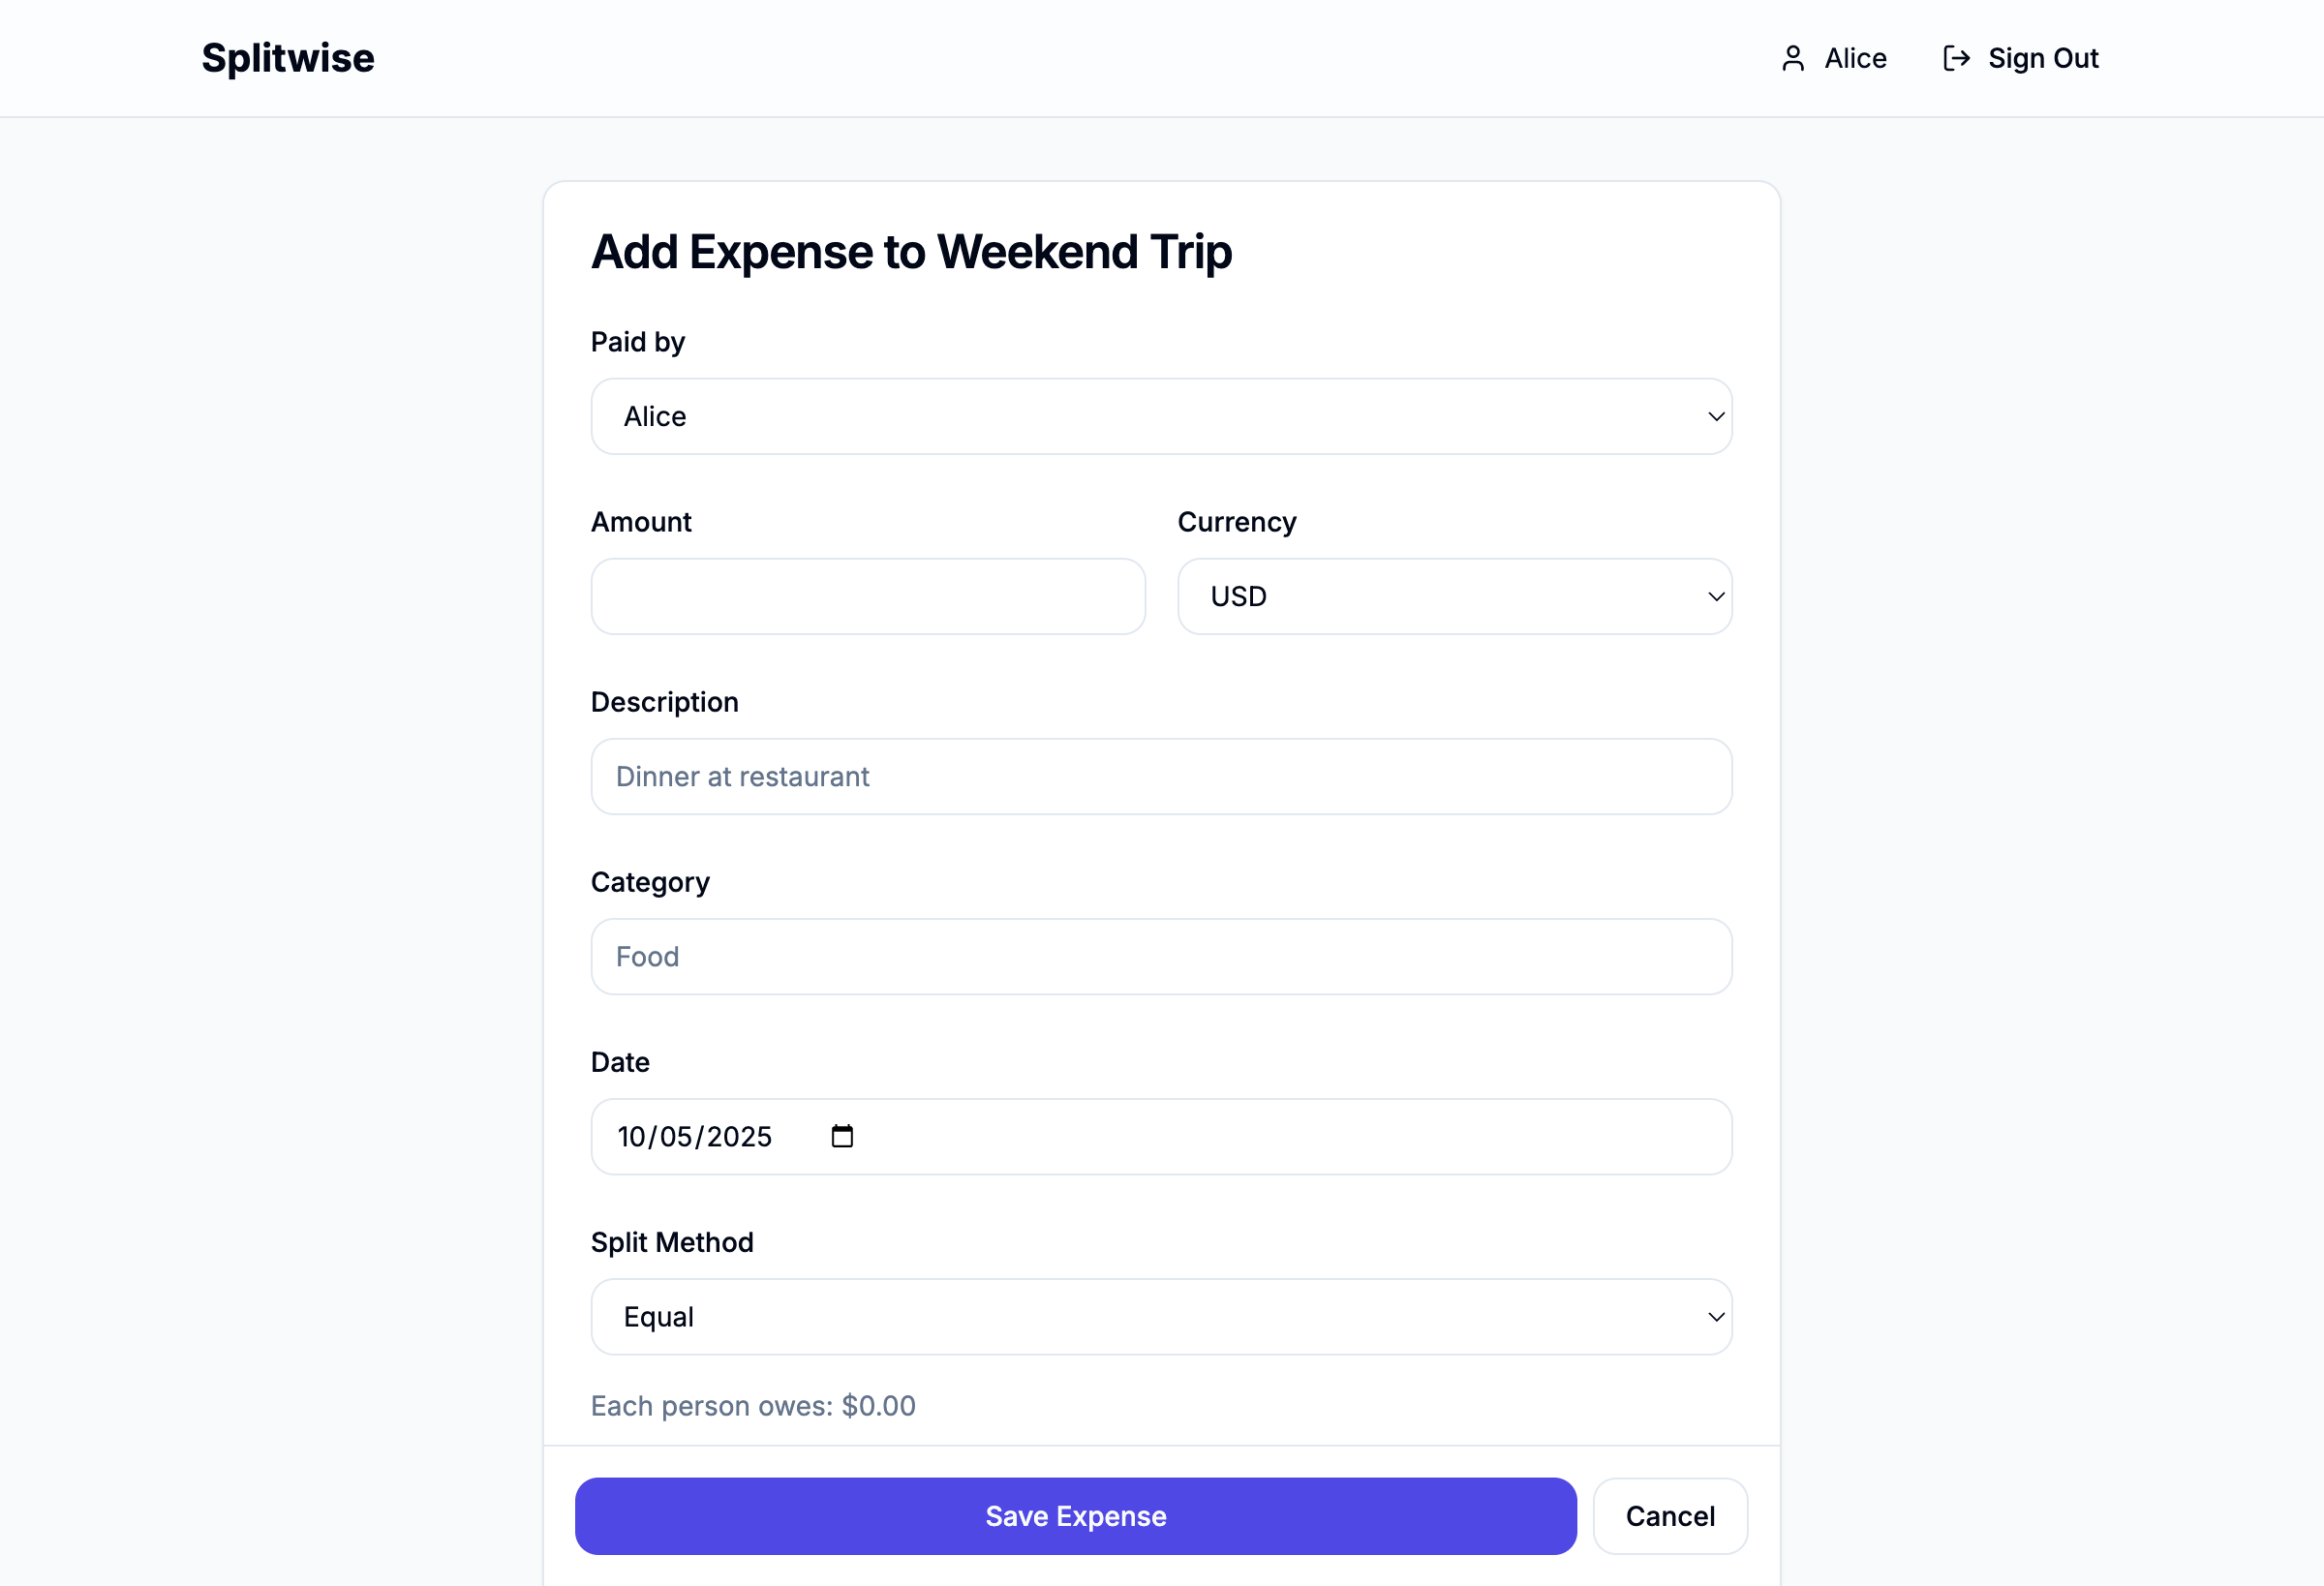 Splitwise
Alice
Sign Out
Add Expense to Weekend Trip
Paid by
Alice
Amount
Currency
USD
Description
Dinner at restaurant
Category
Food
Date
10/05/2025
Split Method
Equal
Each person owes: $0.00
Save Expense
Cancel